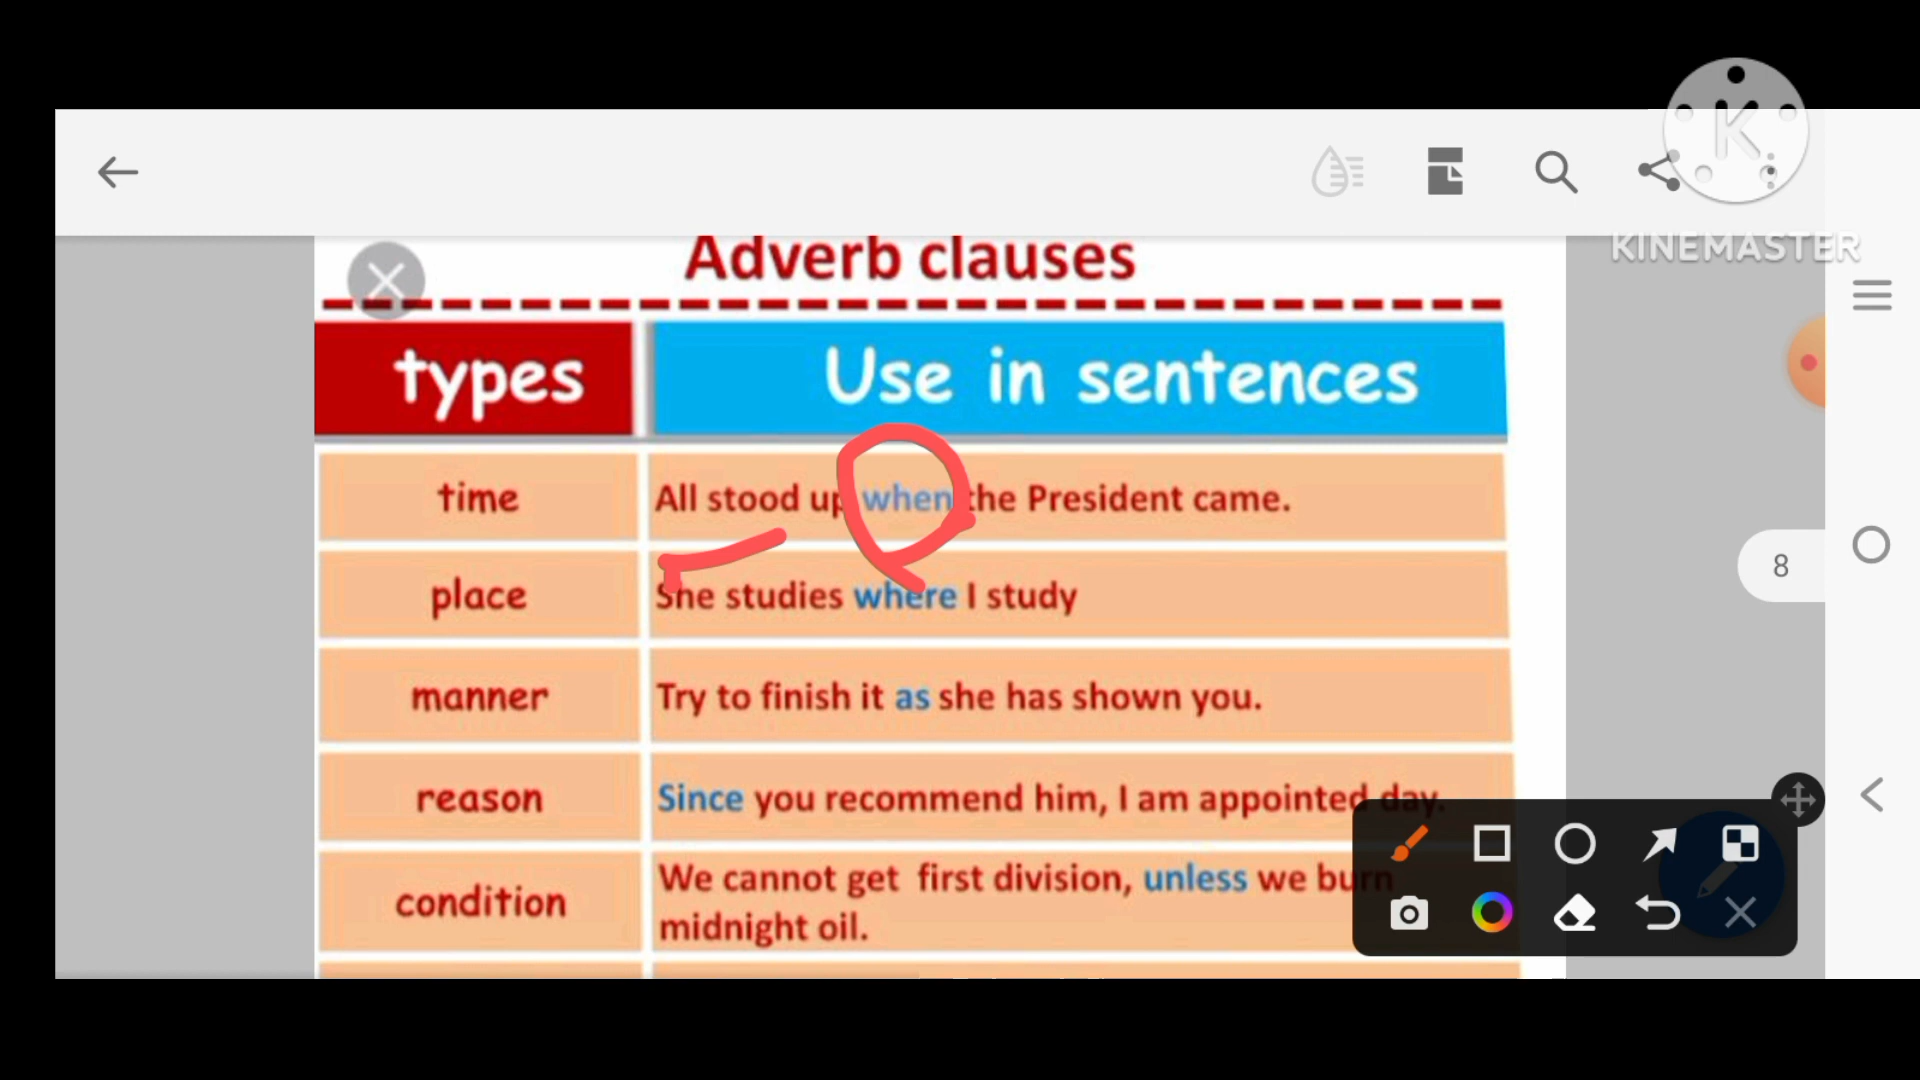 K
KINEMASTER
Adverb clauses
types
Use in sentences
time
All stood up when the President came.
place
She studies where I study
manner
Try to finish it as she has shown you.
reason
Since you recommend him, I am appointed day.
condition
We cannot get first division, unless we burn
midnight oil.
8